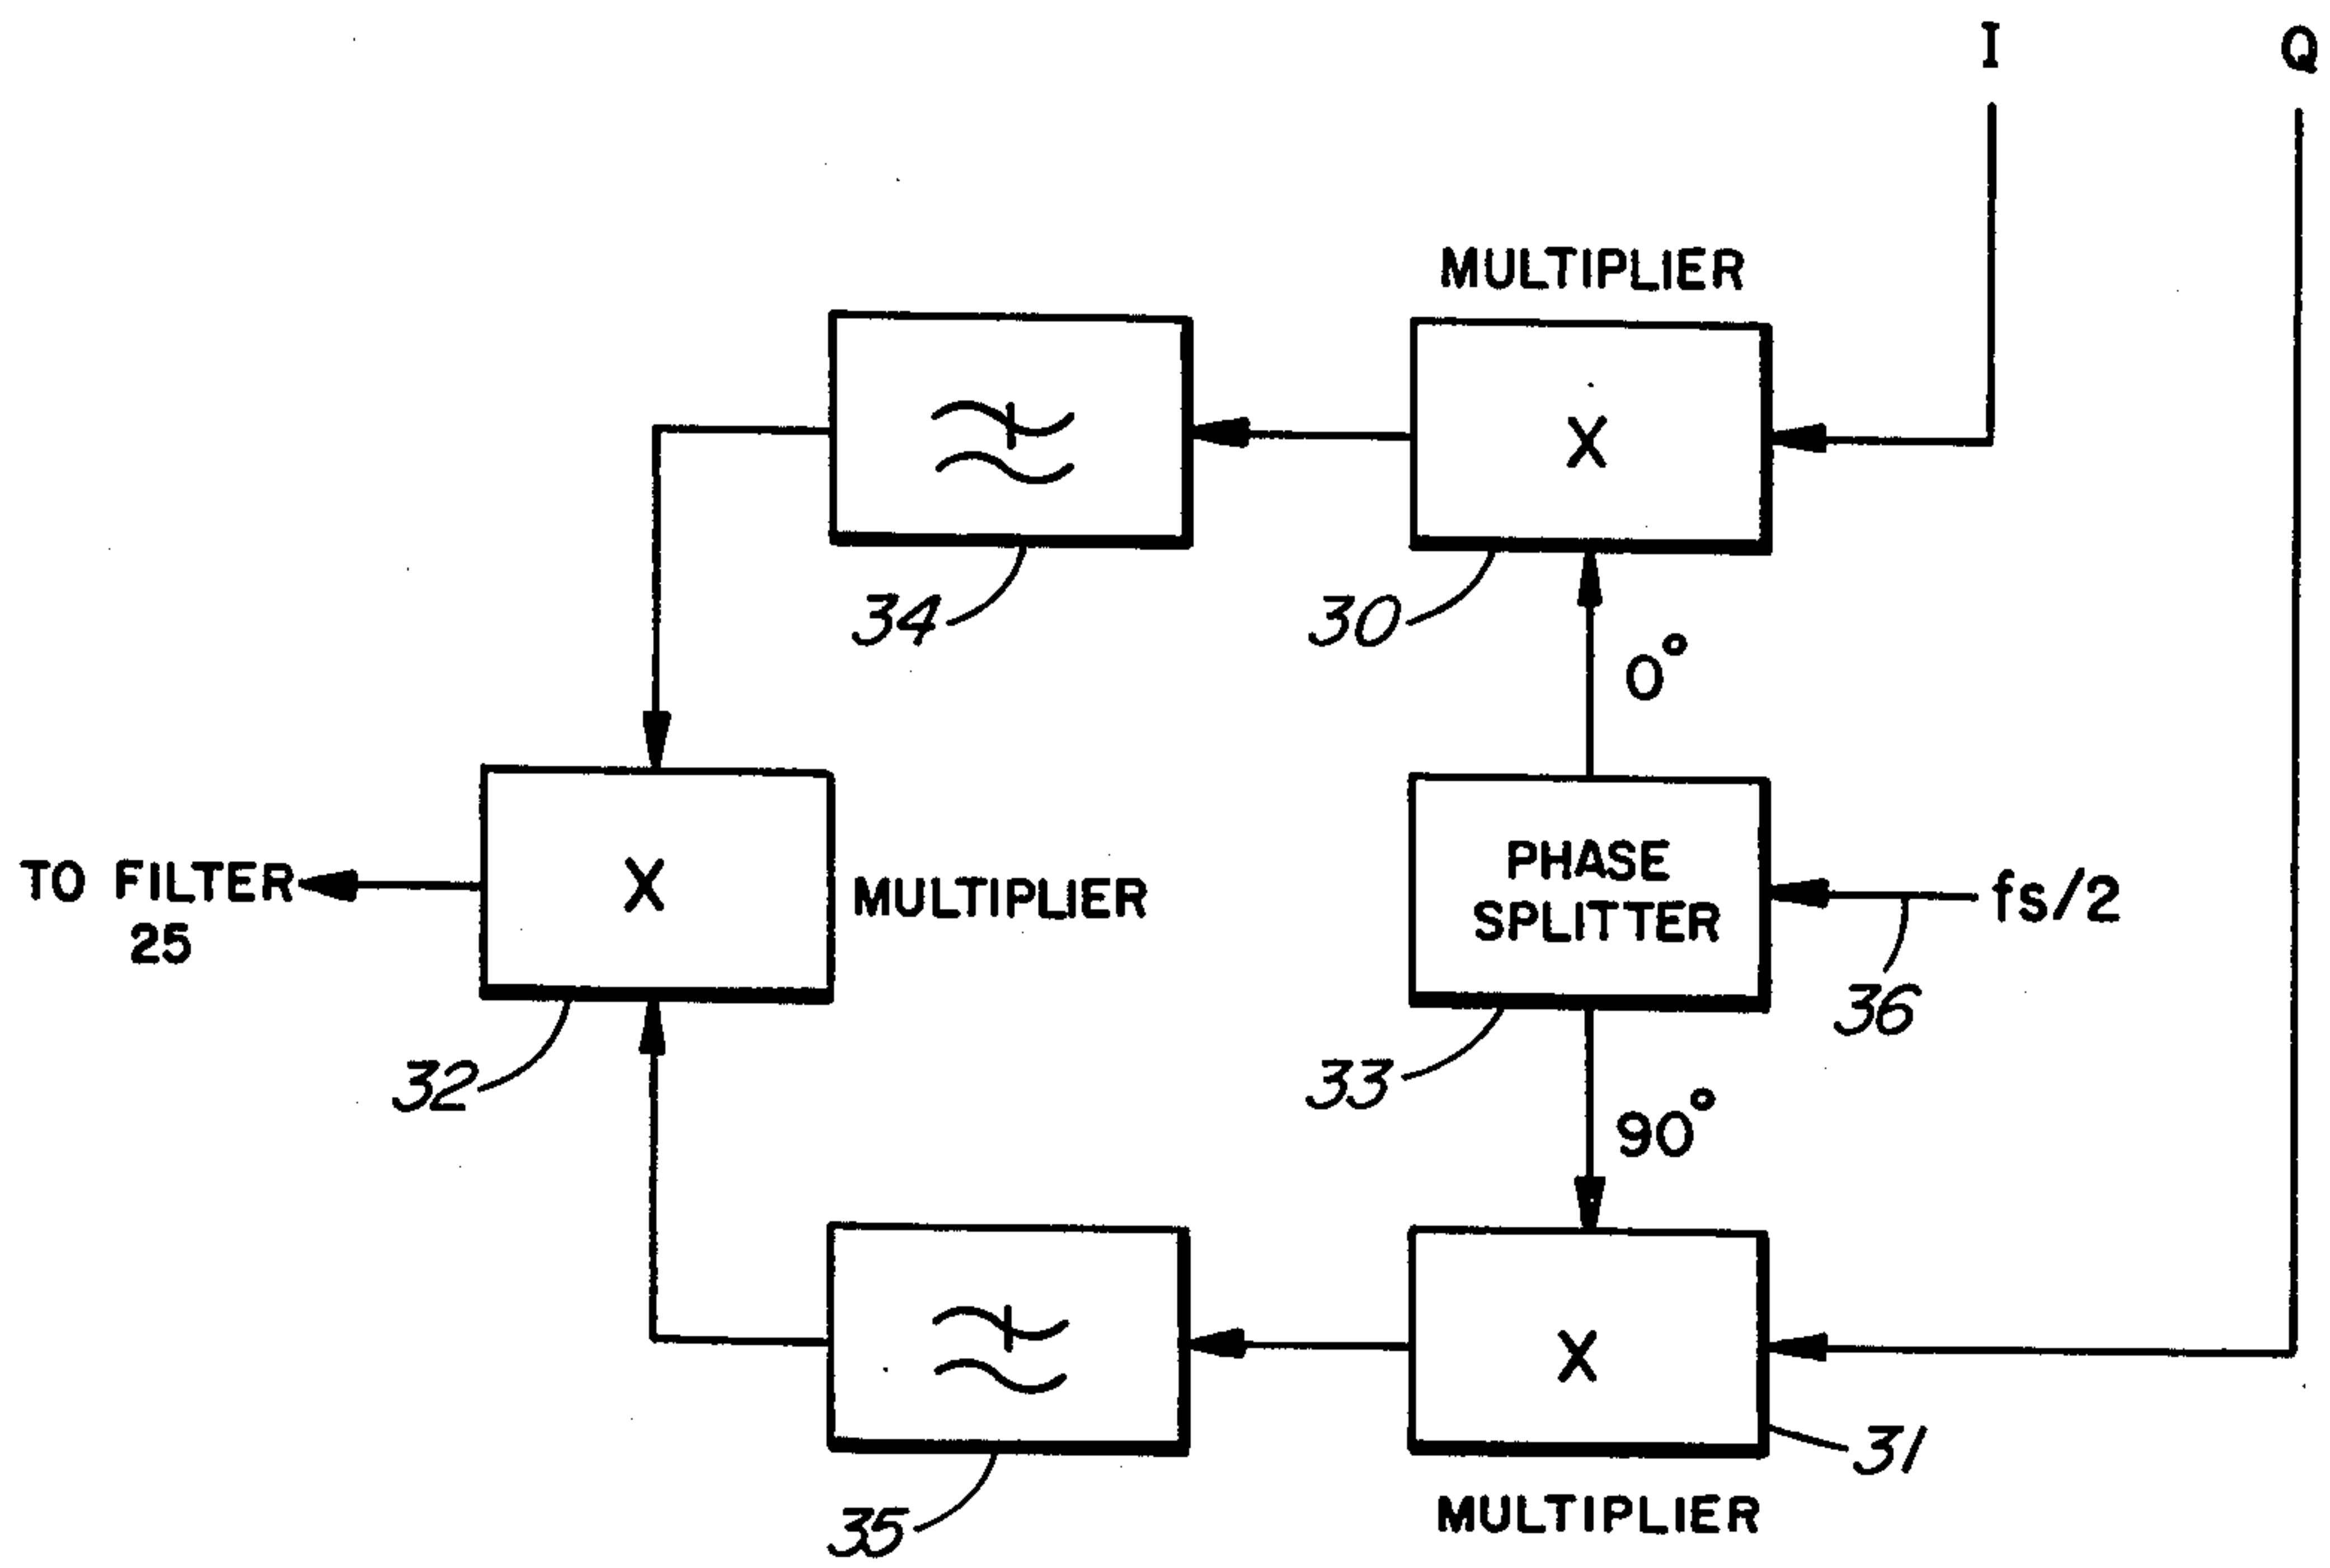 I Q
MULTIPLIER
X
34
30
0°
TO FILTER
25
X
MULTIPLIER
PHASE
SPLITTER
fs/2
36
32
33
90°
X
31
35
MULTIPLIER